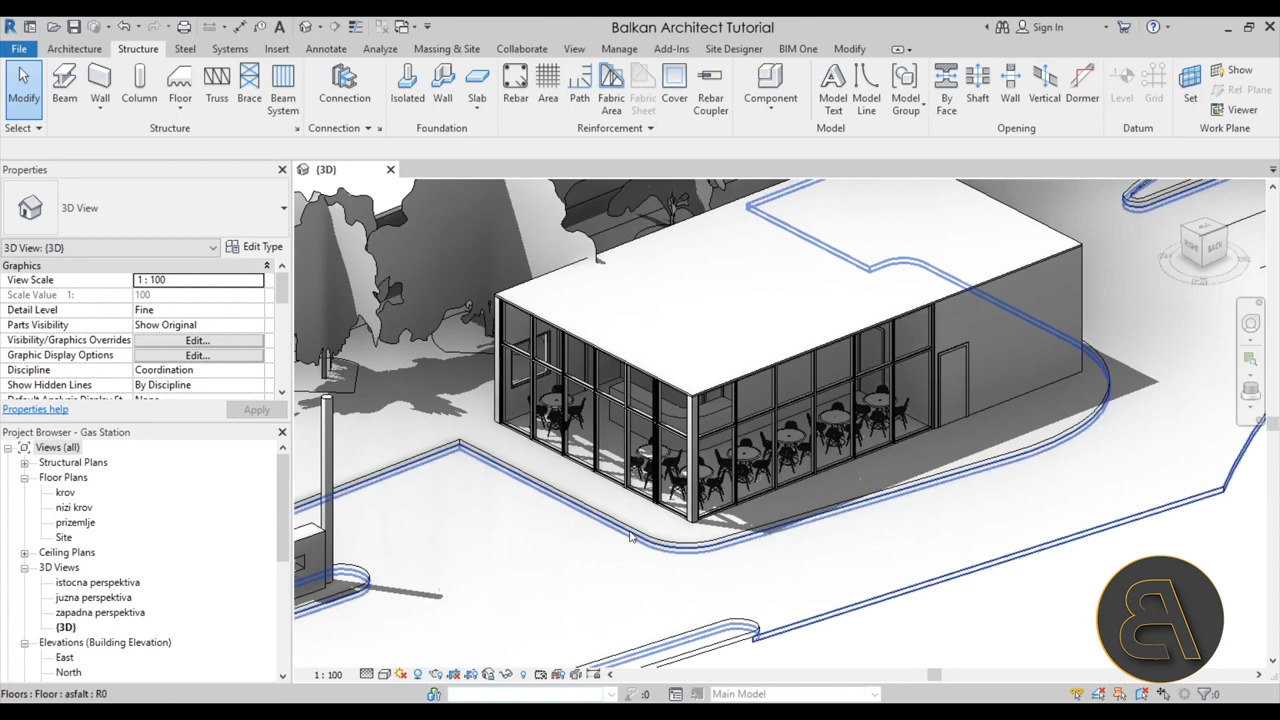 Balkan Architect Tutorial
Sign In
File Architecture Structure Steel Systems Insert Annotate Analyze Massing & Site Collaborate View Manage Add-Ins Site Designer BIM One Modify
Modify Beam Wall Column Floor Truss Brace Beam System Connection Isolated Wall Slab Rebar Area Path Fabric Area Fabric Sheet Cover Rebar Coupler Component Model Text Model Line Model Group By Face Shaft Wall Vertical Dormer Level Grid Set Show Ref Plane Viewer
Select Structure Connection Foundation Reinforcement Model Opening Datum Work Plane
Properties
{3D}
3D View
3D View: {3D} Edit Type
Graphics
View Scale 1 : 100
Scale Value 1: 100
Detail Level Fine
Parts Visibility Show Original
Visibility/Graphics Overrides Edit...
Graphic Display Options Edit...
Discipline Coordination
Show Hidden Lines By Discipline
Properties help Apply
Project Browser - Gas Station
Views (all)
Structural Plans
Floor Plans
krov
nizi krov
prizemlje
Site
Ceiling Plans
3D Views
istocna perspektiva
juzna perspektiva
zapadna perspektiva
{3D}
Elevations (Building Elevation)
East
North
RIGHT BACK
1 : 100
Floors : Floor : asfalt : R0
:0 Main Model :0